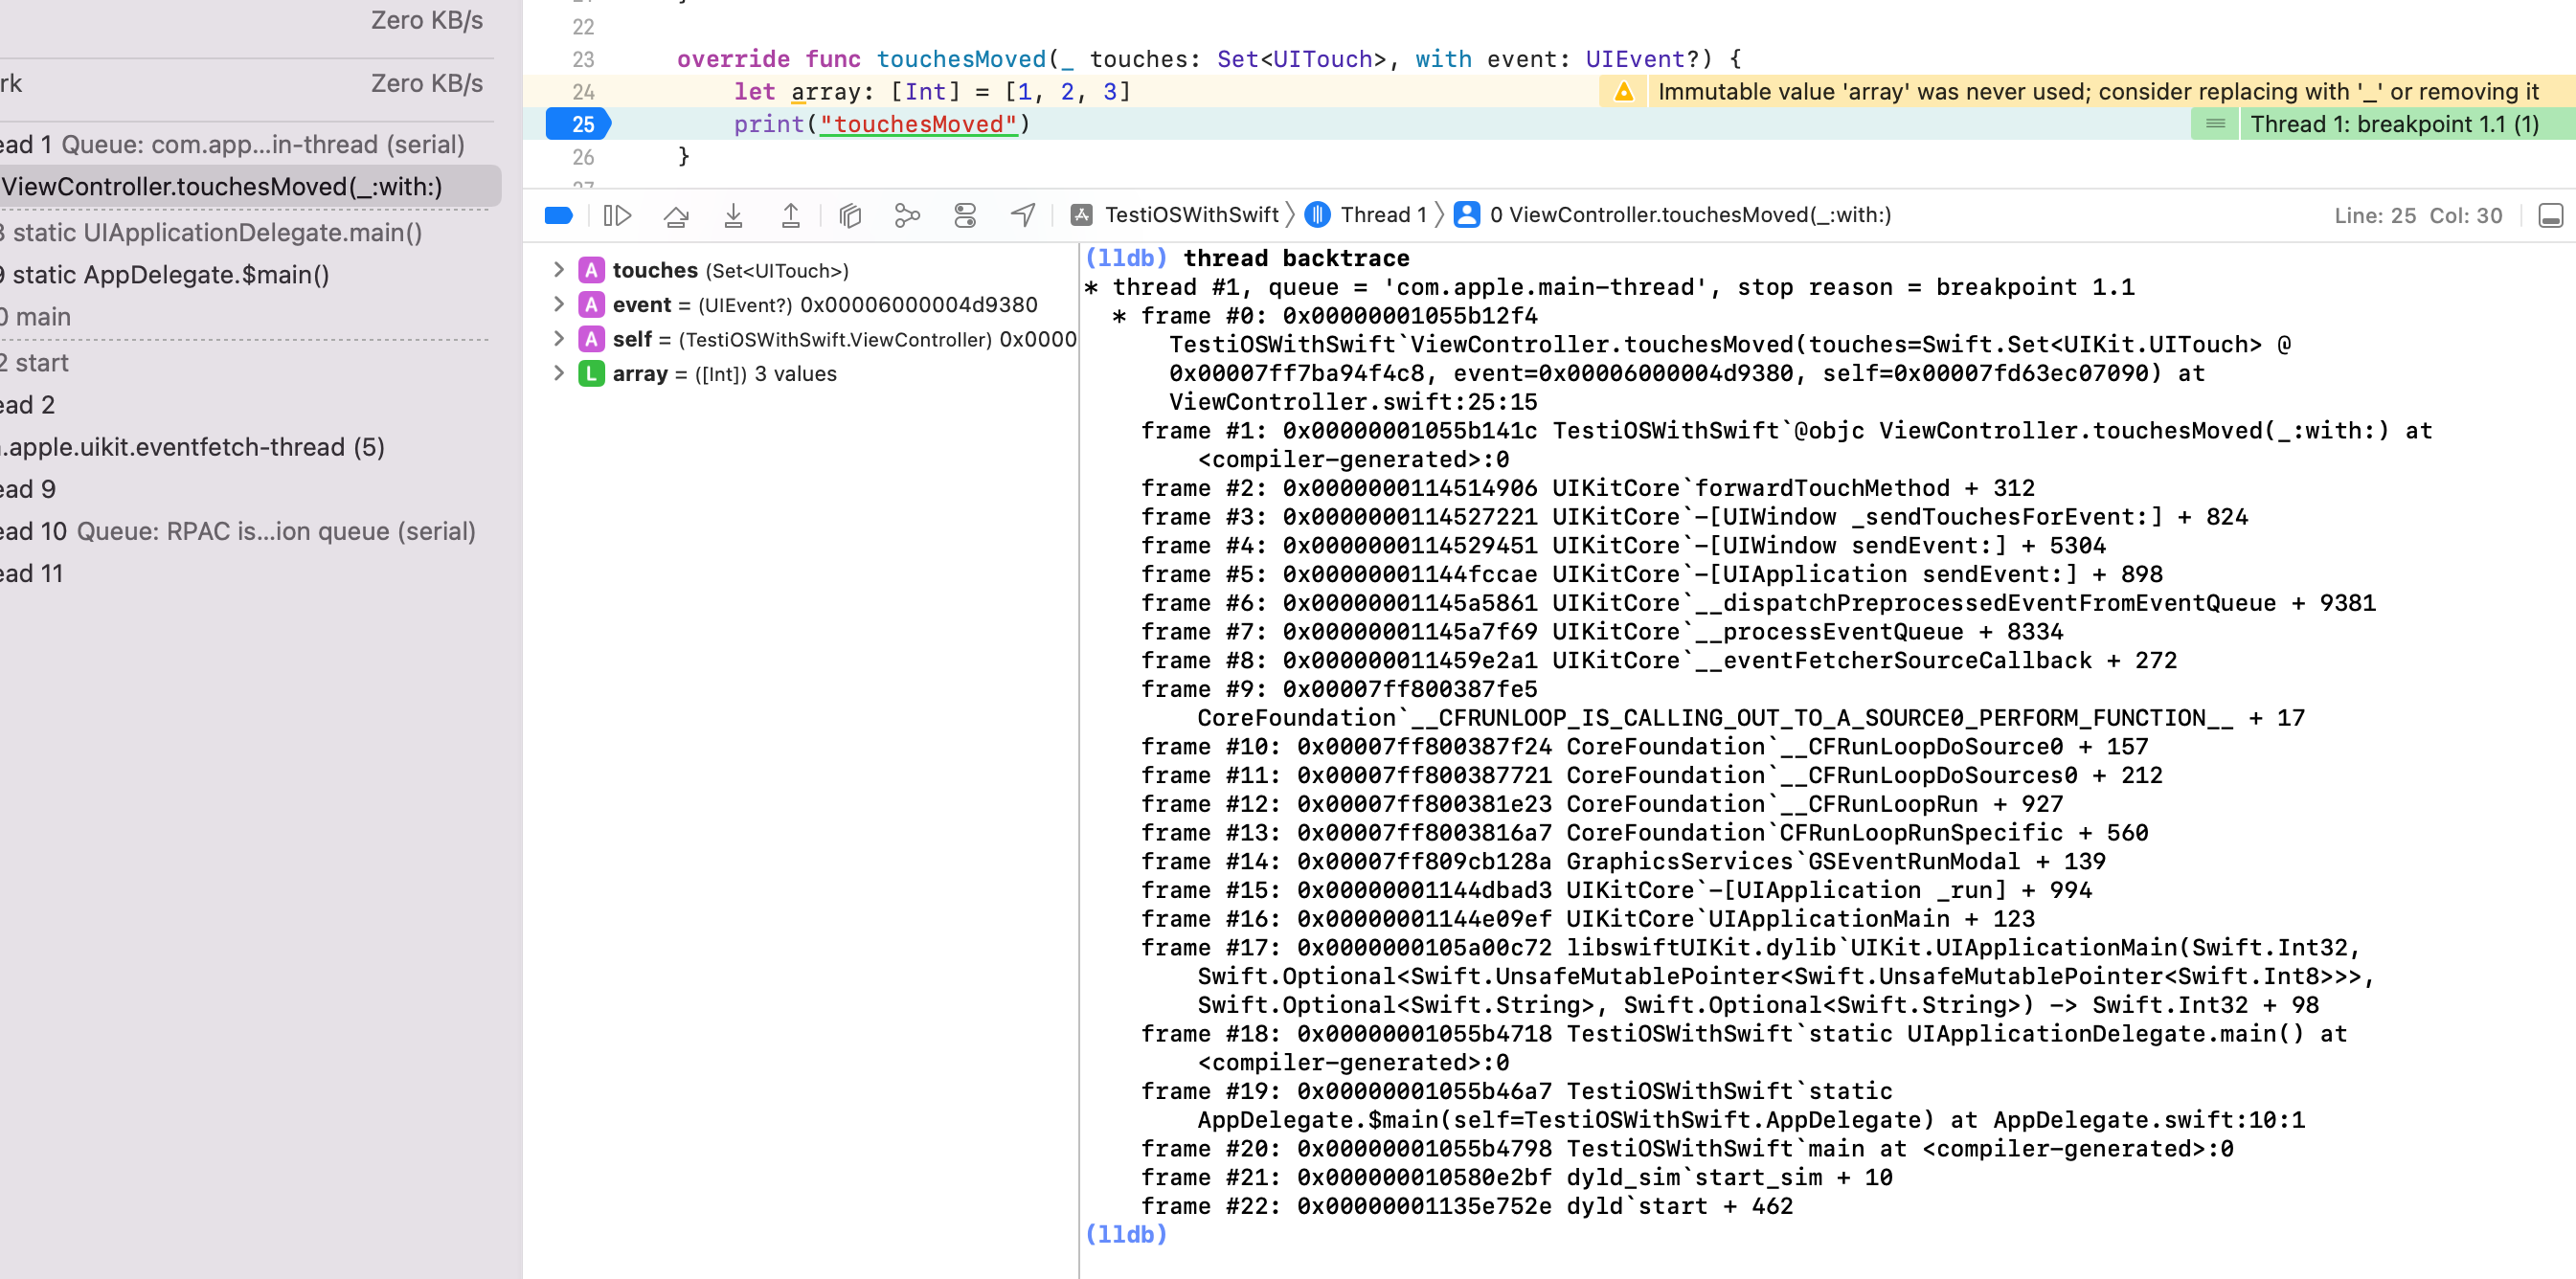 Zero KB/s
rk Zero KB/s
ead 1 Queue: com.app...in-thread (serial)
ViewController.touchesMoved(_:with:)
static UIApplicationDelegate.main()
static AppDelegate.$main()
0 main
2 start
ead 2
.apple.uikit.eventfetch-thread (5)
ead 9
ead 10 Queue: RPAC is...ion queue (serial)
ead 11
22
23 override func touchesMoved(_ touches: Set<UITouch>, with event: UIEvent?) {
24 let array: [Int] = [1, 2, 3] Immutable value 'array' was never used; consider replacing with '_' or removing it
25 print("touchesMoved") Thread 1: breakpoint 1.1 (1)
26 }
TestiOSWithSwift Thread 1 0 ViewController.touchesMoved(_:with:) Line: 25 Col: 30
A touches (Set<UITouch>)
A event = (UIEvent?) 0x00006000004d9380
A self = (TestiOSWithSwift.ViewController) 0x0000
L array = ([Int]) 3 values
(lldb) thread backtrace
* thread #1, queue = 'com.apple.main-thread', stop reason = breakpoint 1.1
* frame #0: 0x00000001055b12f4
TestiOSWithSwift`ViewController.touchesMoved(touches=Swift.Set<UIKit.UITouch> @
0x00007ff7ba94f4c8, event=0x00006000004d9380, self=0x00007fd63ec07090) at
ViewController.swift:25:15
frame #1: 0x00000001055b141c TestiOSWithSwift`@objc ViewController.touchesMoved(_:with:) at
<compiler-generated>:0
frame #2: 0x0000000114514906 UIKitCore`forwardTouchMethod + 312
frame #3: 0x0000000114527221 UIKitCore`-[UIWindow _sendTouchesForEvent:] + 824
frame #4: 0x0000000114529451 UIKitCore`-[UIWindow sendEvent:] + 5304
frame #5: 0x00000001144fccae UIKitCore`-[UIApplication sendEvent:] + 898
frame #6: 0x00000001145a5861 UIKitCore`__dispatchPreprocessedEventFromEventQueue + 9381
frame #7: 0x00000001145a7f69 UIKitCore`__processEventQueue + 8334
frame #8: 0x000000011459e2a1 UIKitCore`__eventFetcherSourceCallback + 272
frame #9: 0x00007ff800387fe5
CoreFoundation`__CFRUNLOOP_IS_CALLING_OUT_TO_A_SOURCE0_PERFORM_FUNCTION__ + 17
frame #10: 0x00007ff800387f24 CoreFoundation`__CFRunLoopDoSource0 + 157
frame #11: 0x00007ff800387721 CoreFoundation`__CFRunLoopDoSources0 + 212
frame #12: 0x00007ff800381e23 CoreFoundation`__CFRunLoopRun + 927
frame #13: 0x00007ff8003816a7 CoreFoundation`CFRunLoopRunSpecific + 560
frame #14: 0x00007ff809cb128a GraphicsServices`GSEventRunModal + 139
frame #15: 0x00000001144dbad3 UIKitCore`-[UIApplication _run] + 994
frame #16: 0x00000001144e09ef UIKitCore`UIApplicationMain + 123
frame #17: 0x0000000105a00c72 libswiftUIKit.dylib`UIKit.UIApplicationMain(Swift.Int32,
Swift.Optional<Swift.UnsafeMutablePointer<Swift.UnsafeMutablePointer<Swift.Int8>>>,
Swift.Optional<Swift.String>, Swift.Optional<Swift.String>) -> Swift.Int32 + 98
frame #18: 0x00000001055b4718 TestiOSWithSwift`static UIApplicationDelegate.main() at
<compiler-generated>:0
frame #19: 0x00000001055b46a7 TestiOSWithSwift`static
AppDelegate.$main(self=TestiOSWithSwift.AppDelegate) at AppDelegate.swift:10:1
frame #20: 0x00000001055b4798 TestiOSWithSwift`main at <compiler-generated>:0
frame #21: 0x000000010580e2bf dyld_sim`start_sim + 10
frame #22: 0x00000001135e752e dyld`start + 462
(lldb)